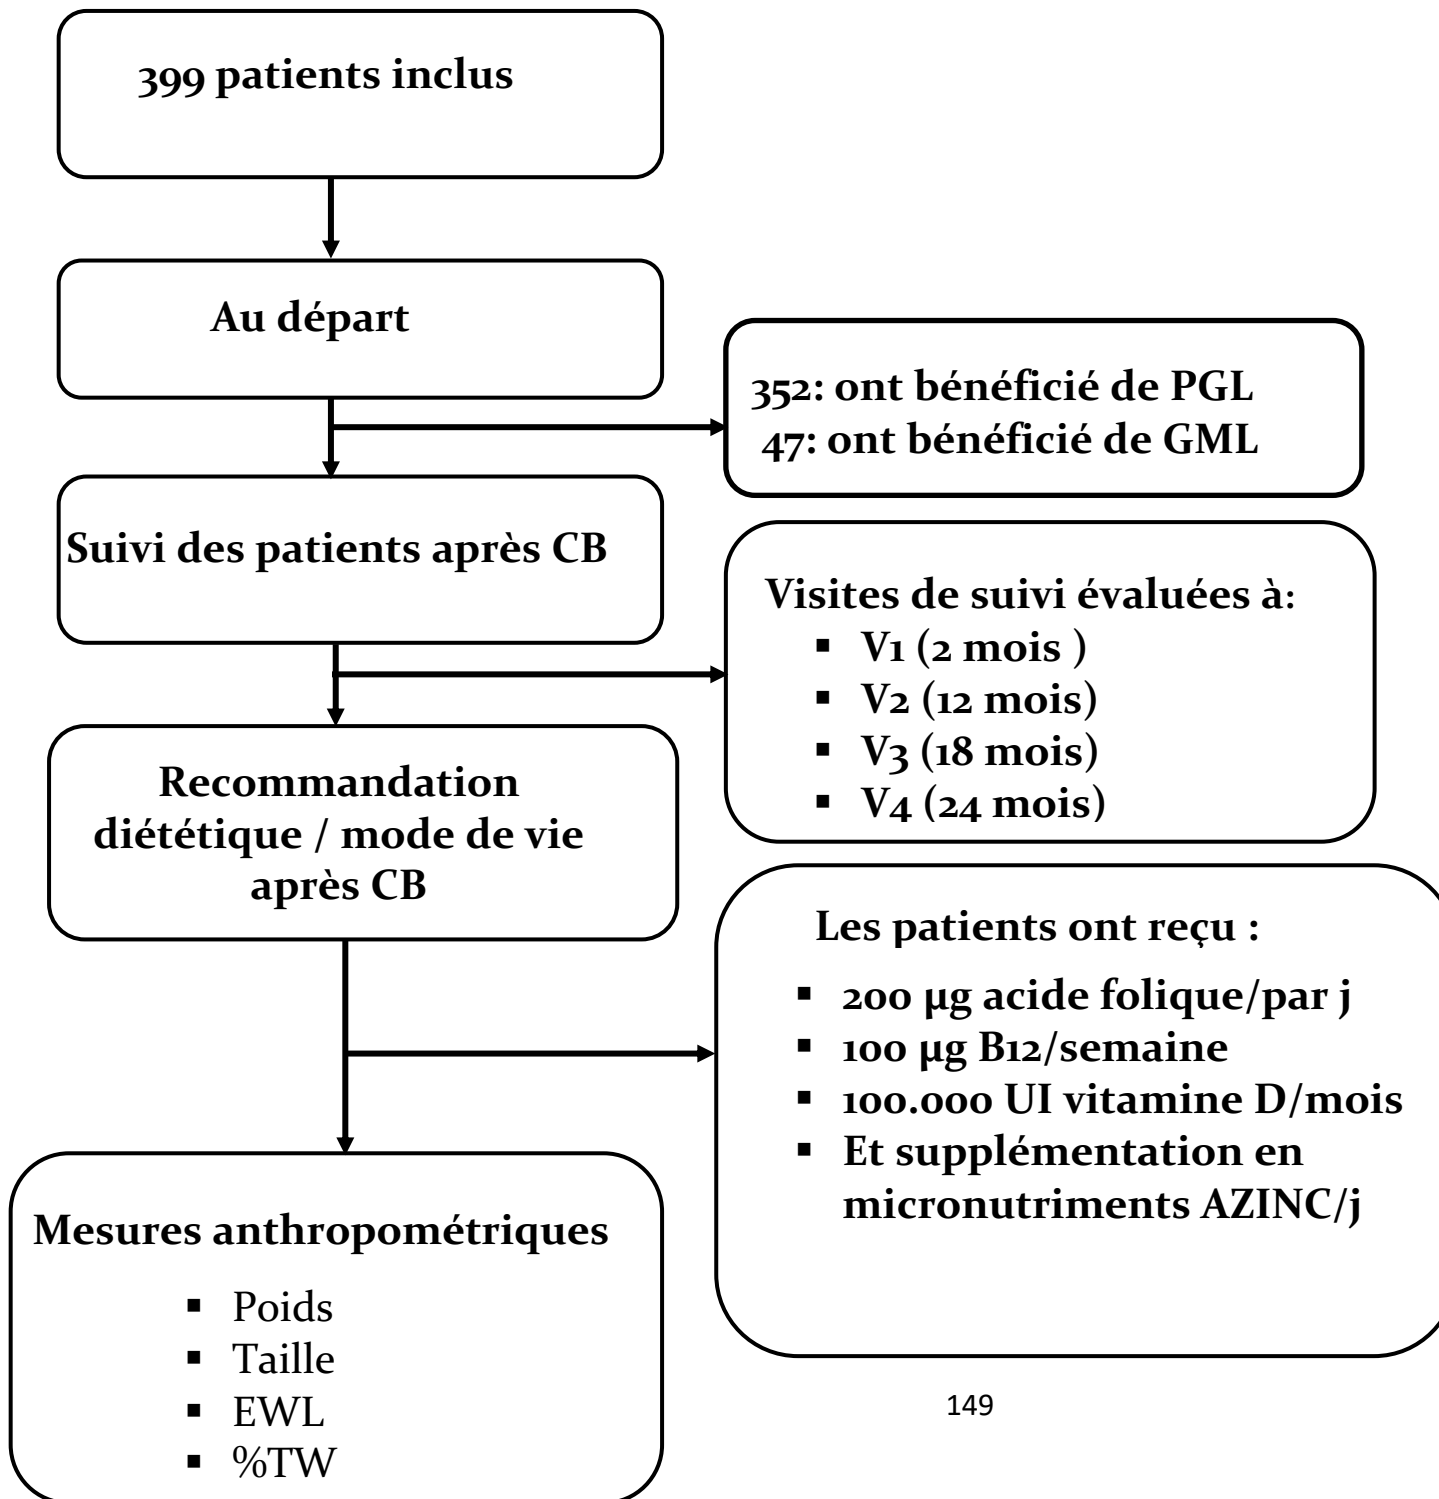 399 patients inclus
Au départ
352: ont bénéficié de PGL
47: ont bénéficié de GML
Suivi des patients après CB
Visites de suivi évaluées à:
▪ V1 (2 mois )
▪ V2 (12 mois)
▪ V3 (18 mois)
▪ V4 (24 mois)
Recommandation
diététique / mode de vie
après CB
Les patients ont reçu :
▪ 200 µg acide folique/par j
▪ 100 µg B12/semaine
▪ 100.000 UI vitamine D/mois
▪ Et supplémentation en
micronutriments AZINC/j
Mesures anthropométriques
▪ Poids
▪ Taille
▪ EWL
▪ %TW
149